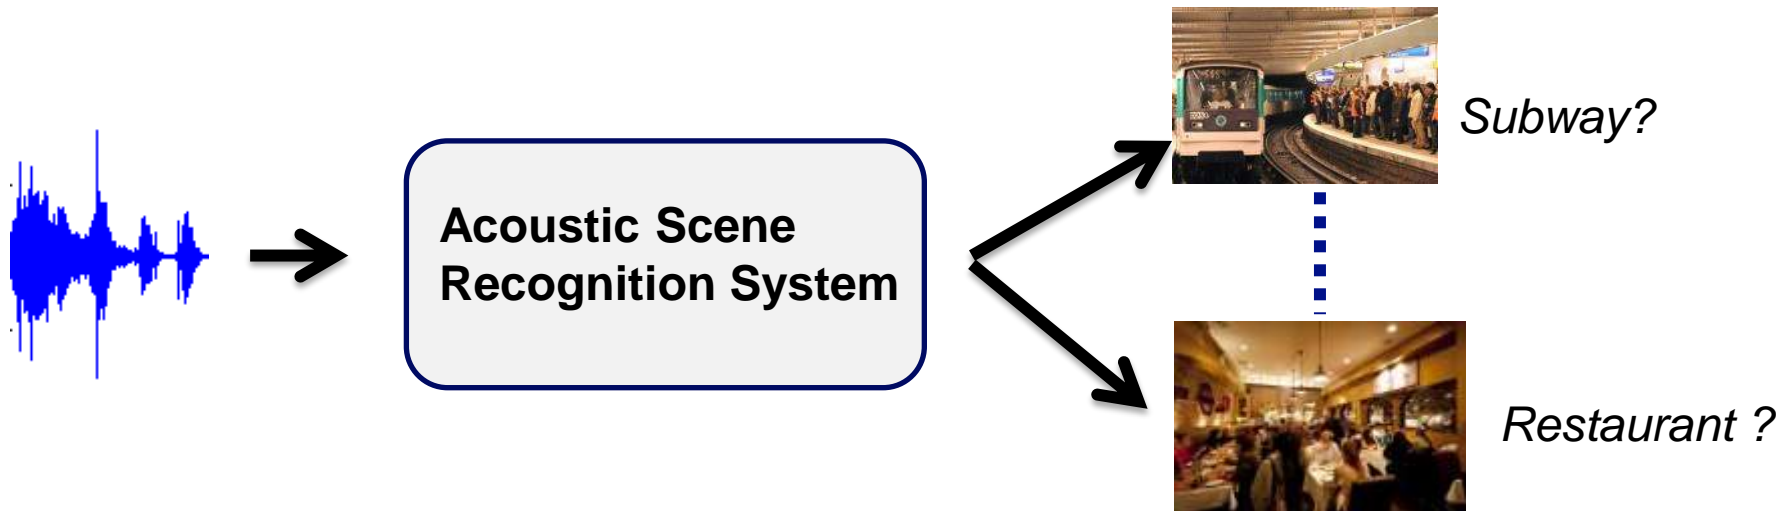 Subway?
Acoustic Scene
Recognition System
Restaurant ?